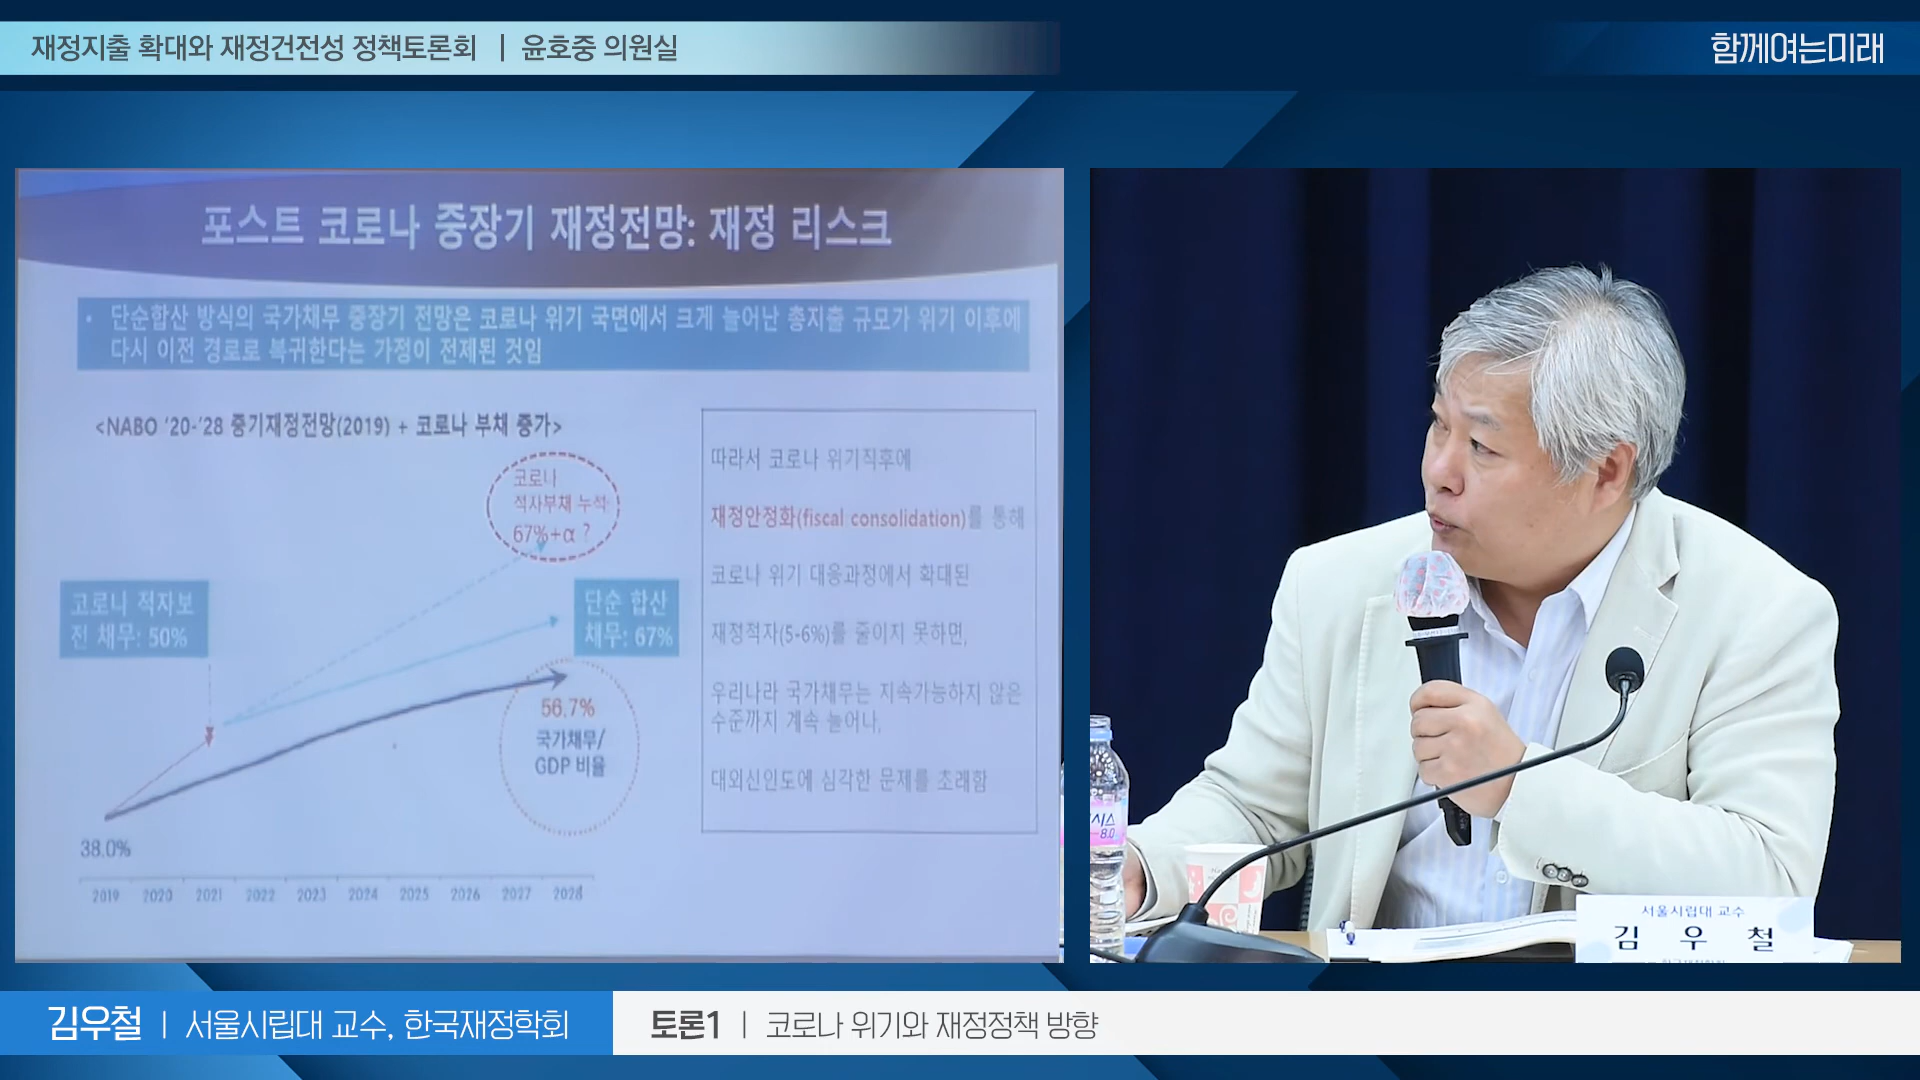 재정지출 확대와 재정건전성 정책토론회 | 윤호중 의원실
함께여는미래
포스트 코로나 중장기 재정전망: 재정 리스크
• 단순합산 방식의 국가채무 중장기 전망은 코로나 위기 국면에서 크게 늘어난 총지출 규모가 위기 이후에
다시 이전 경로로 복귀한다는 가정이 전제된 것임
<NABO '20-'28 중기재정전망(2019) + 코로나 부채 증가>
코로나
적자부채 누적
67%+α ?
코로나 적자보
전 채무: 50%
단순 합산
채무: 67%
56.7%
국가채무/
GDP 비율
38.0%
2019 2020 2021 2022 2023 2024 2025 2026 2027 2028
따라서 코로나 위기직후에
재정안정화(fiscal consolidation)를 통해
코로나 위기 대응과정에서 확대된
재정적자(5-6%)를 줄이지 못하면,
우리나라 국가채무는 지속가능하지 않은
수준까지 계속 늘어나,
대외신인도에 심각한 문제를 초래함
시스
8.0
서울시립대 교수
김 우 철
김우철 | 서울시립대 교수, 한국재정학회
토론1 | 코로나 위기와 재정정책 방향